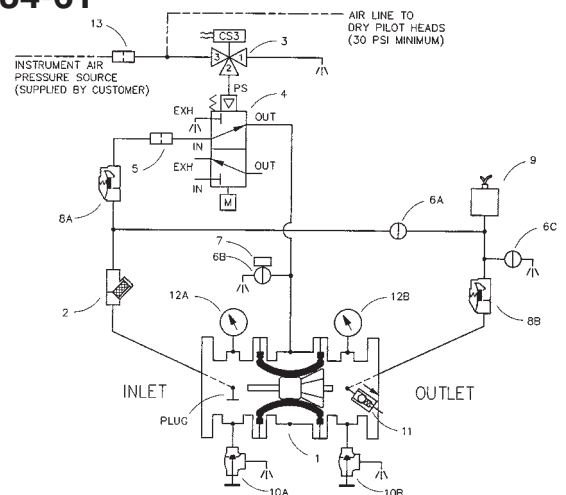 13
AIR LINE TO
DRY PILOT HEADS
(30 PSI MINIMUM)
CS3
3
3
1
2
INSTRUMENT AIR
PRESSURE SOURCE
(SUPPLIED BY CUSTOMER)
PS
4
EXH
OUT
IN
5
EXH
OUT
IN
M
8A
9
6A
6C
7
6B
2
12A
12B
8B
INLET
OUTLET
PLUG
11
1
10A
10B